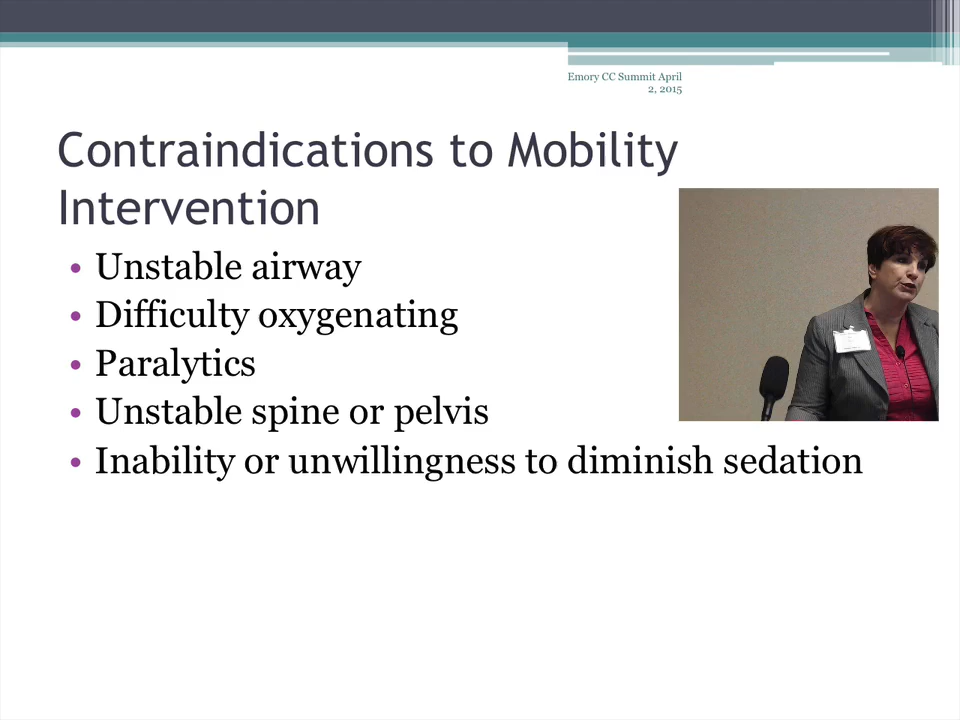 Emory CC Summit April
2, 2015
Contraindications to Mobility
Intervention
• Unstable airway
• Difficulty oxygenating
• Paralytics
• Unstable spine or pelvis
• Inability or unwillingness to diminish sedation